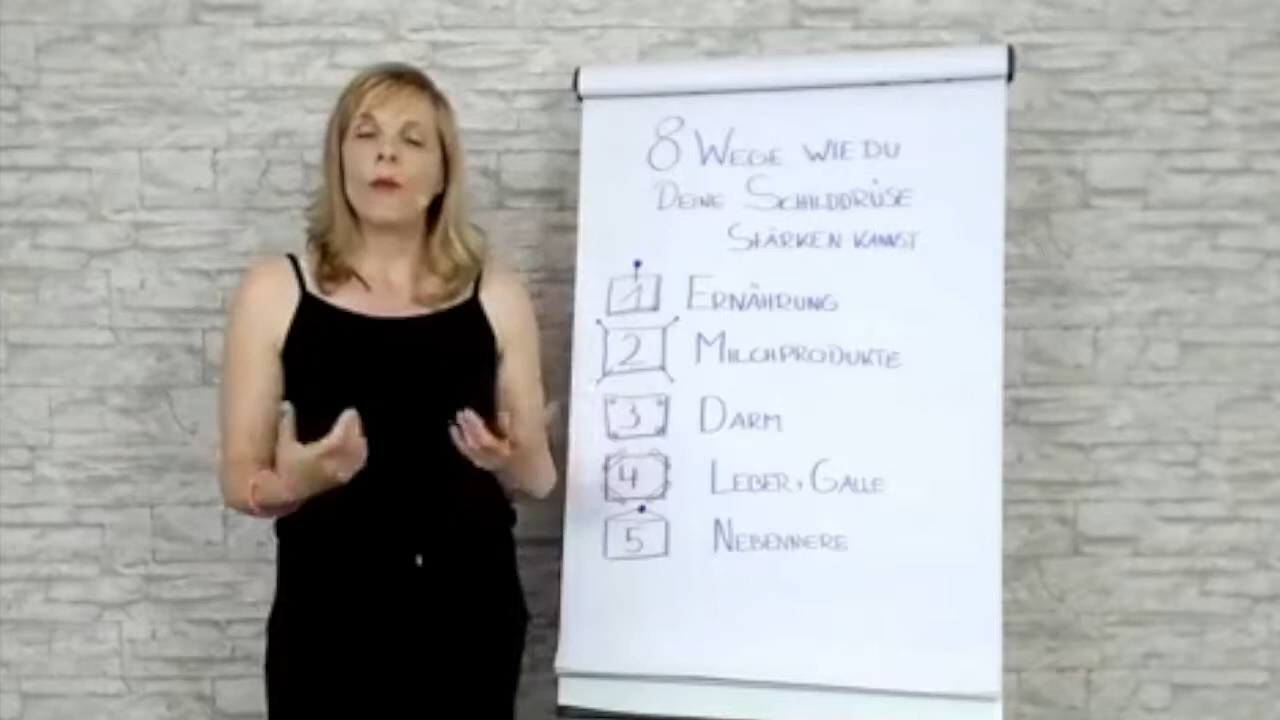 8 WEGE WIE DU
DEINE SCHILDDRÜSE
STÄRKEN KANNST
1 ERNÄHRUNG
2 MILCHPRODUKTE
3 DARM
4 LEBER + GALLE
5 NEBENNIERE